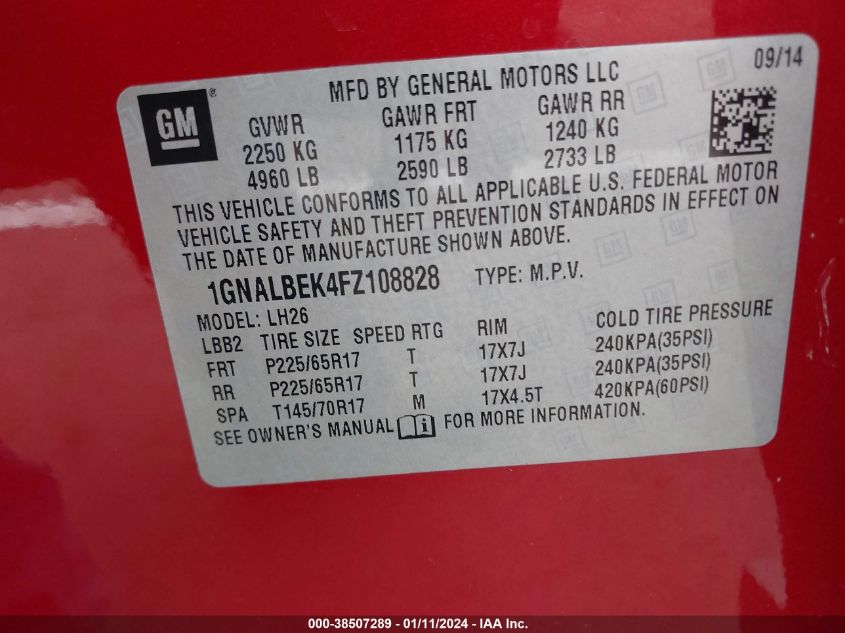 MFD BY GENERAL MOTORS LLC 09/14
GM®
GVWR GAWR FRT GAWR RR
2250 KG 1175 KG 1240 KG
4960 LB 2590 LB 2733 LB
THIS VEHICLE CONFORMS TO ALL APPLICABLE U.S. FEDERAL MOTOR
VEHICLE SAFETY AND THEFT PREVENTION STANDARDS IN EFFECT ON
THE DATE OF MANUFACTURE SHOWN ABOVE.
1GNALBEK4FZ108828 TYPE: M.P.V.
MODEL: LH26
LBB2 TIRE SIZE SPEED RTG RIM COLD TIRE PRESSURE
FRT P225/65R17 T 17X7J 240KPA(35PSI)
RR P225/65R17 T 17X7J 240KPA(35PSI)
SPA T145/70R17 M 17X4.5T 420KPA(60PSI)
SEE OWNER'S MANUAL FOR MORE INFORMATION.
000-38507289 - 01/11/2024 - IAA Inc.